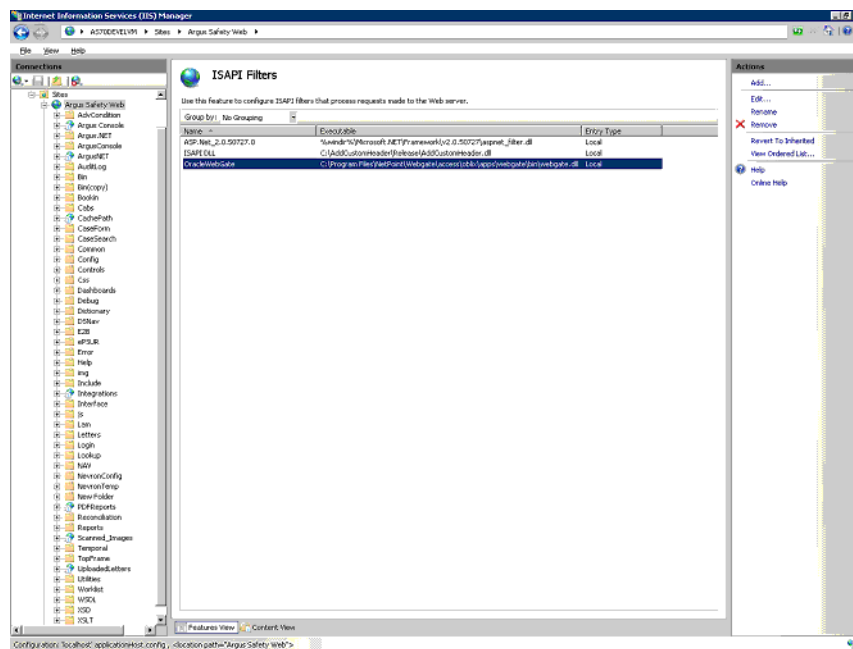 Internet Information Services (IIS) Manager
AS70DEVELVM Sites Argus Safety Web
File View Help
Connections
Sites
Argus Safety Web
AdvCondition
Argus Console
Argus.NET
ArgusConsole
ArgusNET
AuditLog
Bin
Bin(copy)
Bookin
Cabs
CachePath
CaseForm
CaseSearch
Common
Config
Controls
Css
Dashboards
Debug
Dictionary
DSNav
E2B
ePSUR
Error
Help
img
Include
Integrations
Interface
js
Lam
Letters
Login
Lookup
NAV
NevronConfig
NevronTemp
New Folder
PDFReports
Reconciliation
Reports
Scanned_Images
Temporal
TopFrame
UploadedLetters
Utilities
Worklist
WSDL
XSD
XSLT
ISAPI Filters
Use this feature to configure ISAPI filters that process requests made to the Web server.
Group by: No Grouping
Name Executable Entry Type
ASP.Net_2.0.50727.0 %windir%\Microsoft.NET\Framework\v2.0.50727\aspnet_filter.dll Local
ISAPI DLL C:\AddCustomHeader\Release\AddCustomHeader.dll Local
OracleWebGate C:\Program Files\NetPoint\Webgate\access\oblix\apps\webgate\bin\webgate.dll Local
Features View Content View
Actions
Add...
Edit...
Rename
Remove
Revert To Inherited
View Ordered List...
Help
Online Help
Configuration: 'localhost' applicationHost.config , <location path="Argus Safety Web">